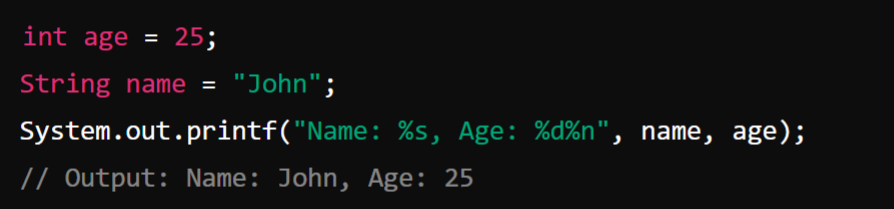 int age = 25;
String name = "John";
System.out.printf("Name: %s, Age: %d%n", name, age);
// Output: Name: John, Age: 25